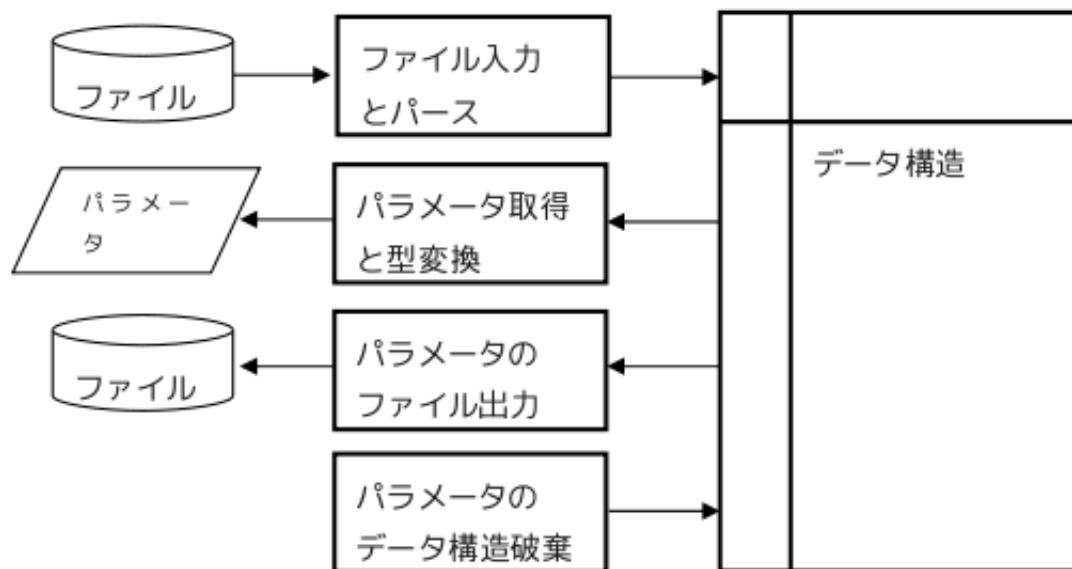 ファイル
ファイル入力
とパース
データ構造
パラメー
タ
パラメータ取得
と型変換
ファイル
パラメータの
ファイル出力
パラメータの
データ構造破棄